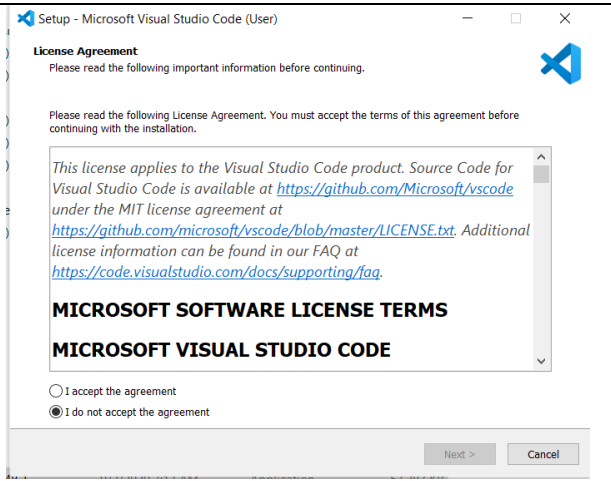 Setup - Microsoft Visual Studio Code (User)
License Agreement
Please read the following important information before continuing.
Please read the following License Agreement. You must accept the terms of this agreement before
continuing with the installation.
This license applies to the Visual Studio Code product. Source Code for
Visual Studio Code is available at https://github.com/Microsoft/vscode
under the MIT license agreement at
https://github.com/microsoft/vscode/blob/master/LICENSE.txt. Additional
license information can be found in our FAQ at
https://code.visualstudio.com/docs/supporting/faq.
MICROSOFT SOFTWARE LICENSE TERMS
MICROSOFT VISUAL STUDIO CODE
I accept the agreement
I do not accept the agreement
Next >
Cancel